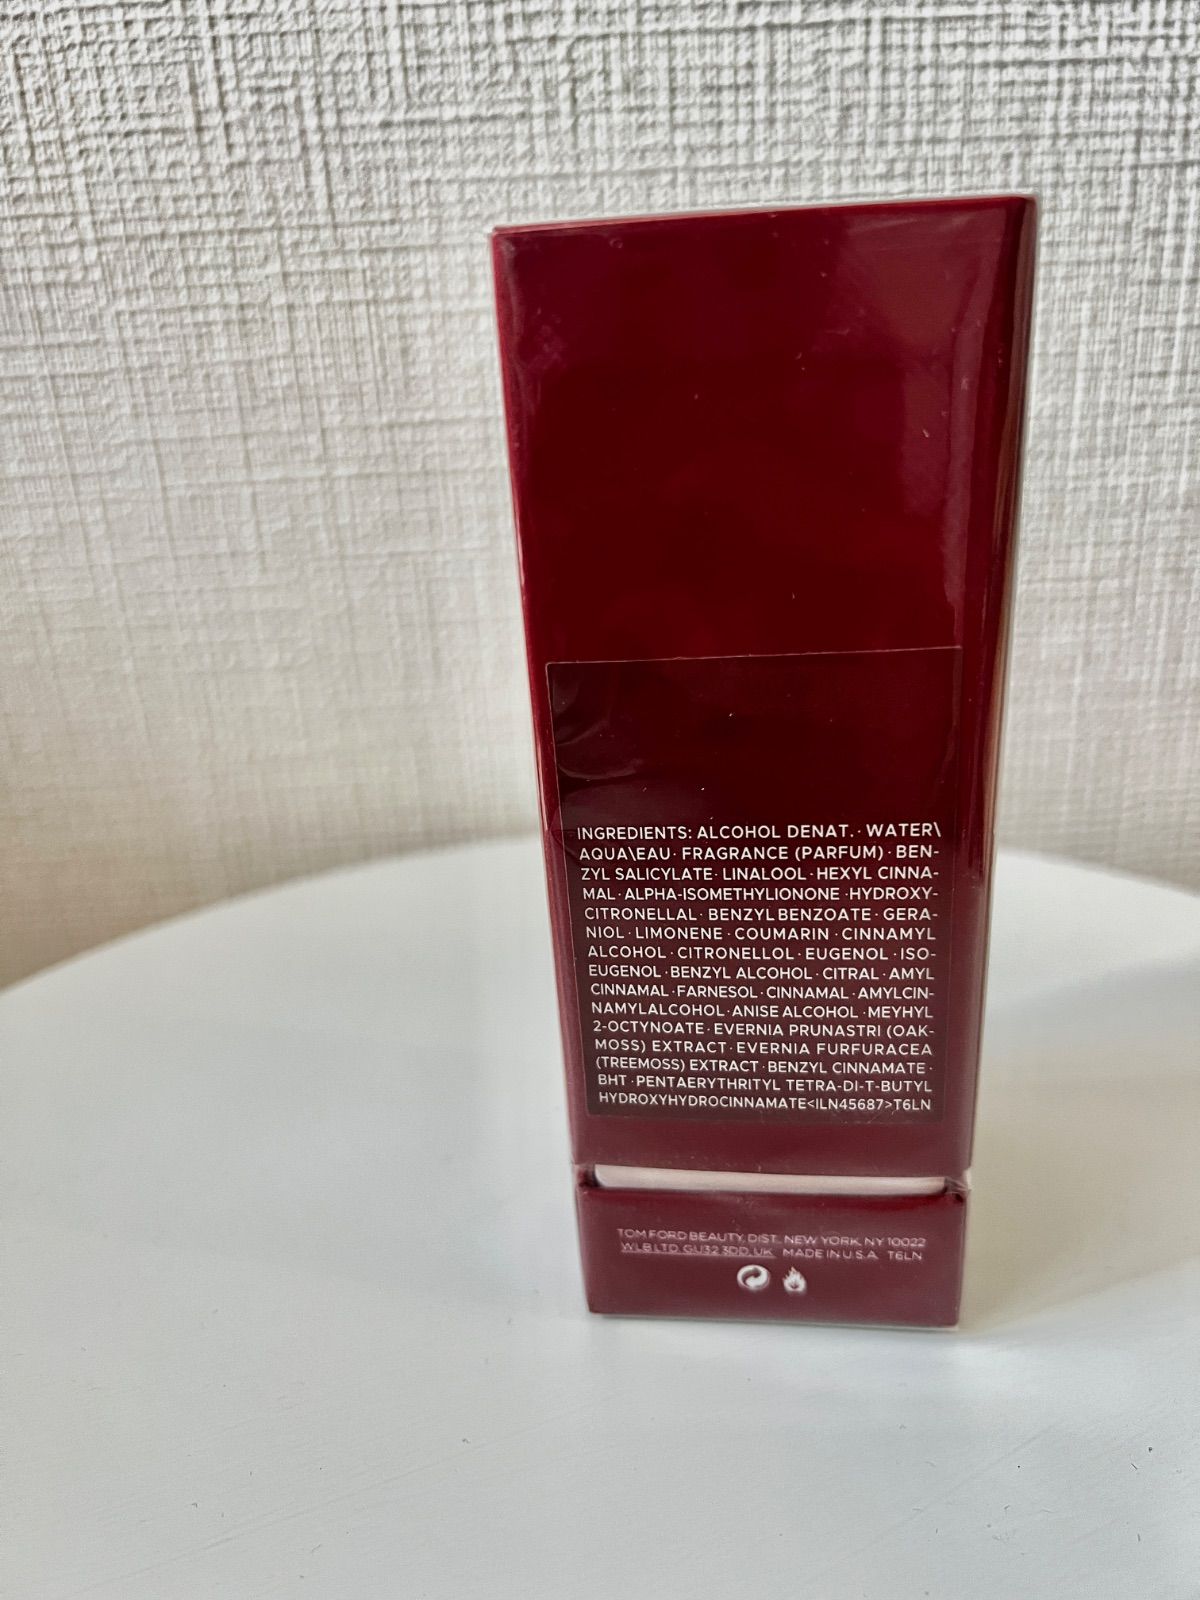 INGREDIENTS: ALCOHOL DENAT. · WATER\
AQUA\EAU · FRAGRANCE (PARFUM) · BEN-
ZYL SALICYLATE · LINALOOL · HEXYL CINNA-
MAL · ALPHA-ISOMETHYLIONONE · HYDROXY-
CITRONELLAL · BENZYL BENZOATE · GERA-
NIOL · LIMONENE · COUMARIN · CINNAMYL
ALCOHOL · CITRONELLOL · EUGENOL · ISO-
EUGENOL · BENZYL ALCOHOL · CITRAL · AMYL
CINNAMAL · FARNESOL · CINNAMAL · AMYLCIN-
NAMYLALCOHOL · ANISE ALCOHOL · MEYHYL
2-OCTYNOATE · EVERNIA PRUNASTRI (OAK-
MOSS) EXTRACT · EVERNIA FURFURACEA
(TREEMOSS) EXTRACT · BENZYL CINNAMATE ·
BHT · PENTAERYTHRITYL TETRA-DI-T-BUTYL
HYDROXYHYDROCINNAMATE<ILN45687>T6LN
TOM FORD BEAUTY, DIST. NEW YORK, NY 10022
WLB LTD. GU32 3DD, UK MADE IN U.S.A. T6LN